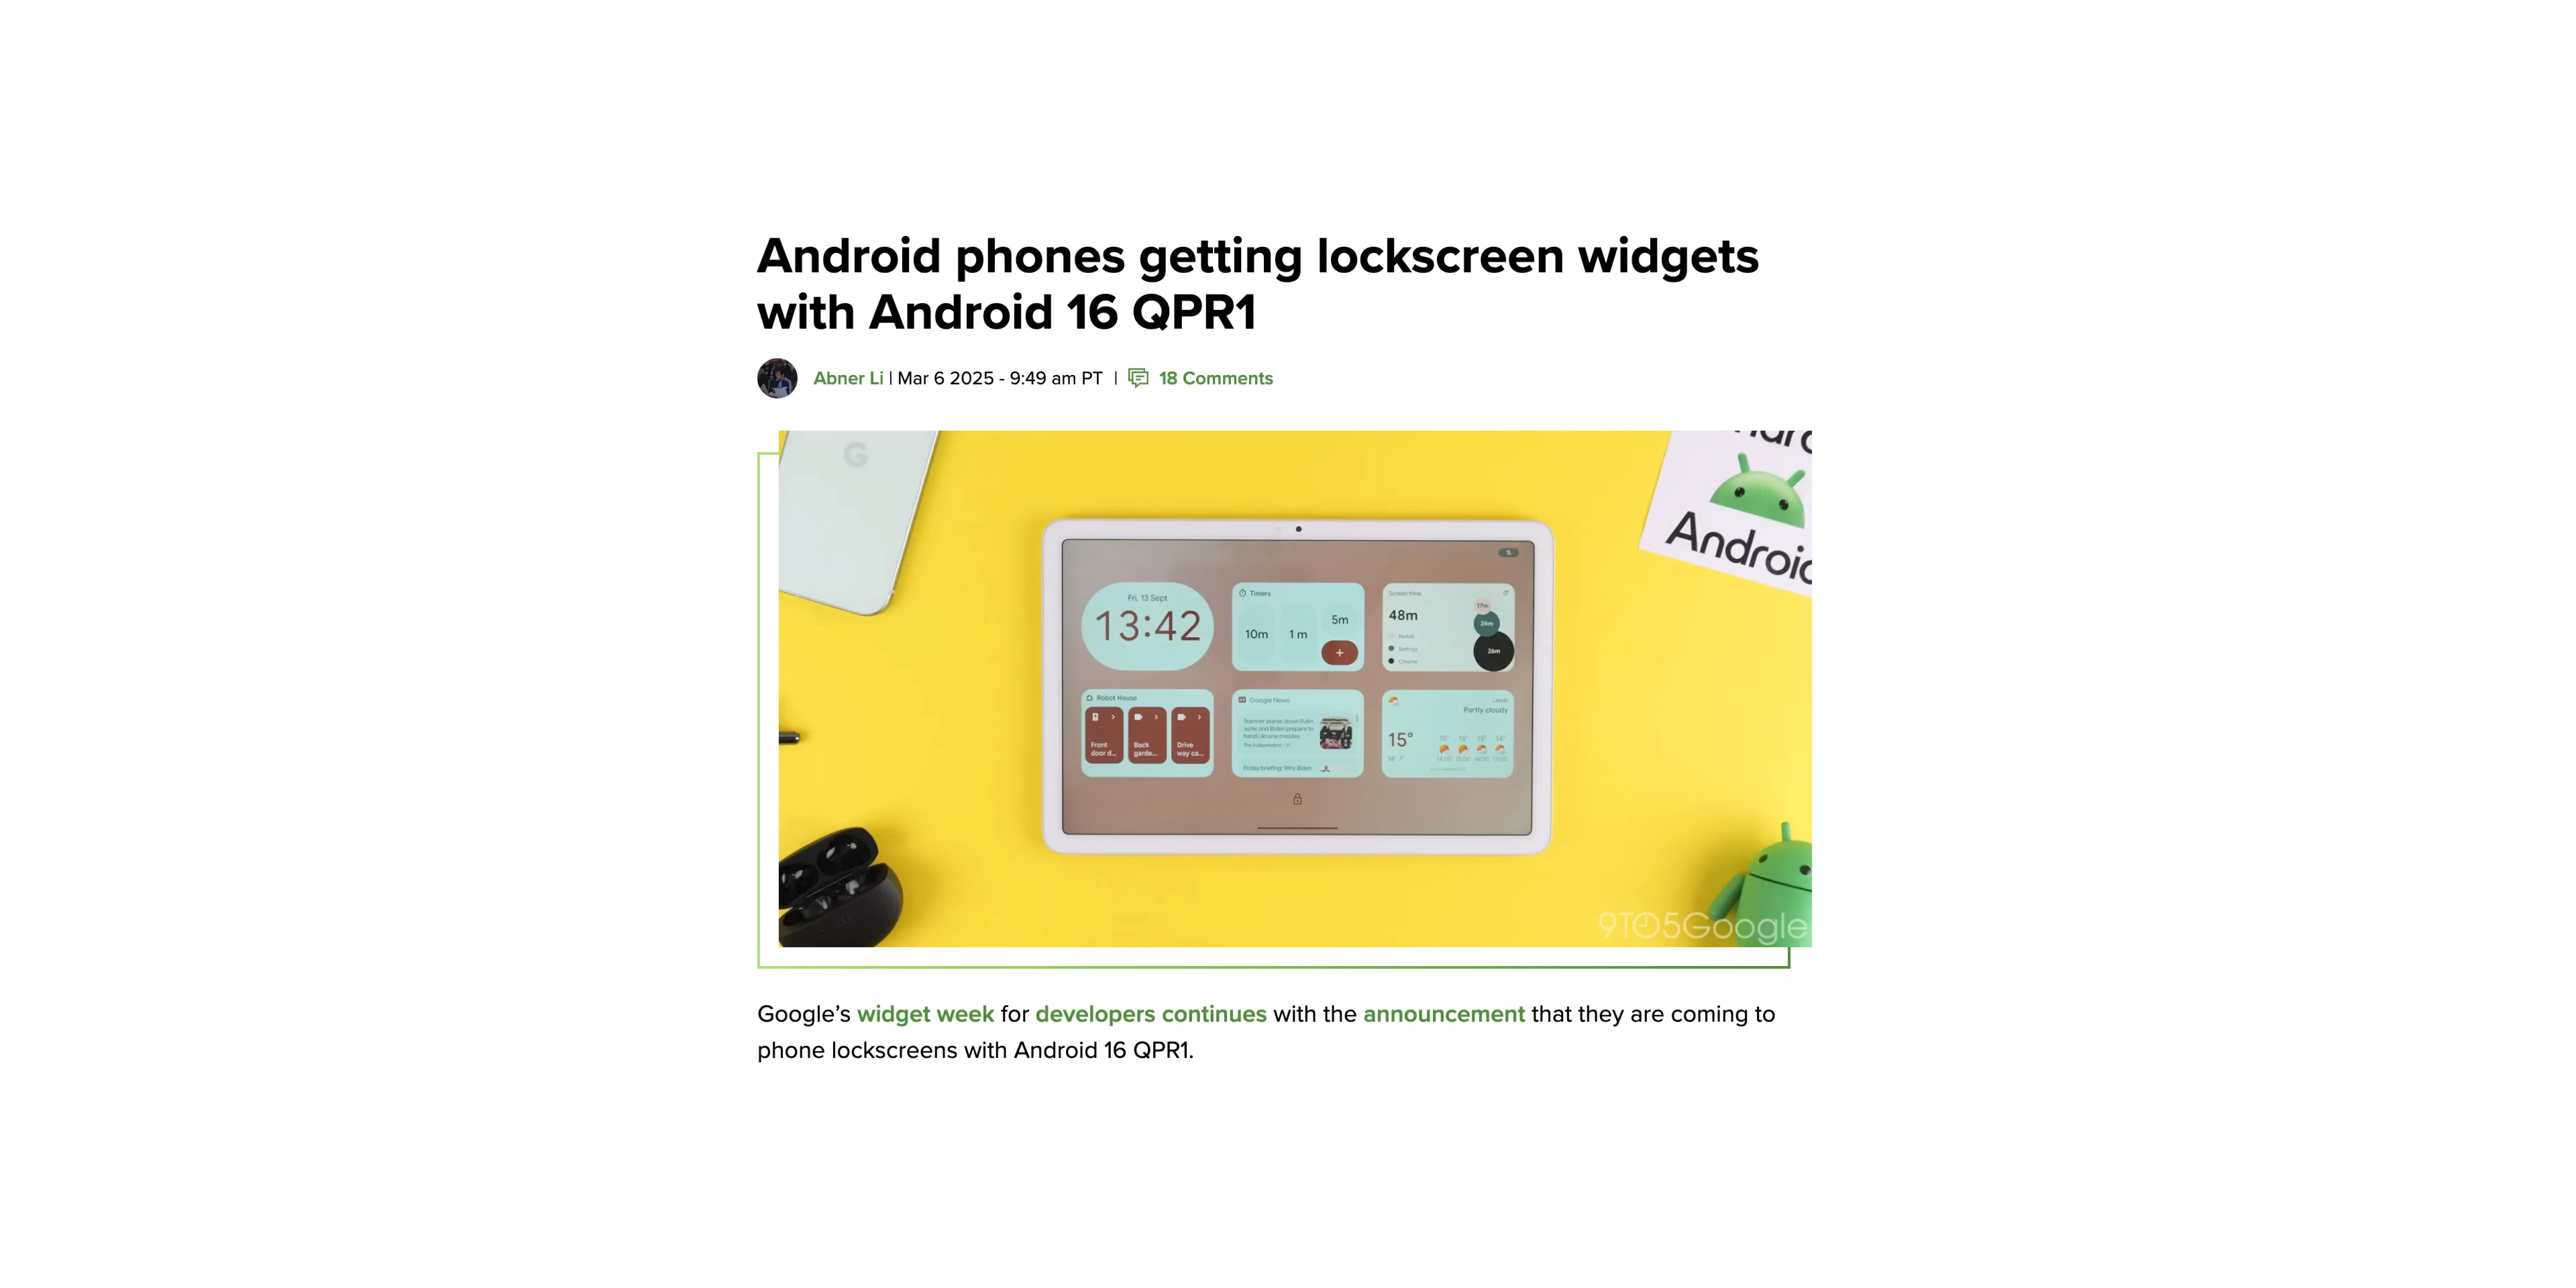 Android phones getting lockscreen widgets
with Android 16 QPR1
Abner Li | Mar 6 2025 - 9:49 am PT | 18 Comments
G
Android
Fri, 13 Sept
13:42
Timers
10m
1 m
5m
+
Screen time
48m
17m
24m
26m
Settings
Chrome
Robot House
Front
door d...
Back
garde...
Drive
way ca...
Google News
Starmer stares down Putin
as he and Biden prepare to
hand Ukraine missiles
The Independent
Friday briefing: Why Biden
Leeds
Partly cloudy
15°
15° 16° 15° 14°
14:00 15:00 16:00 17:00
9TO5Google
Google’s widget week for developers continues with the announcement that they are coming to
phone lockscreens with Android 16 QPR1.